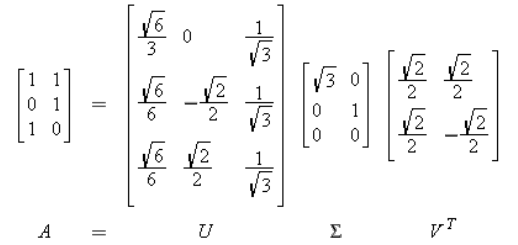 [1 1; 0 1; 1 0] = [√6/3 0 1/√3; √6/6 -√2/2 1/√3; √6/6 √2/2 1/√3] [√3 0; 0 1; 0 0] [√2/2 √2/2; √2/2 -√2/2]
A = U Σ V^T